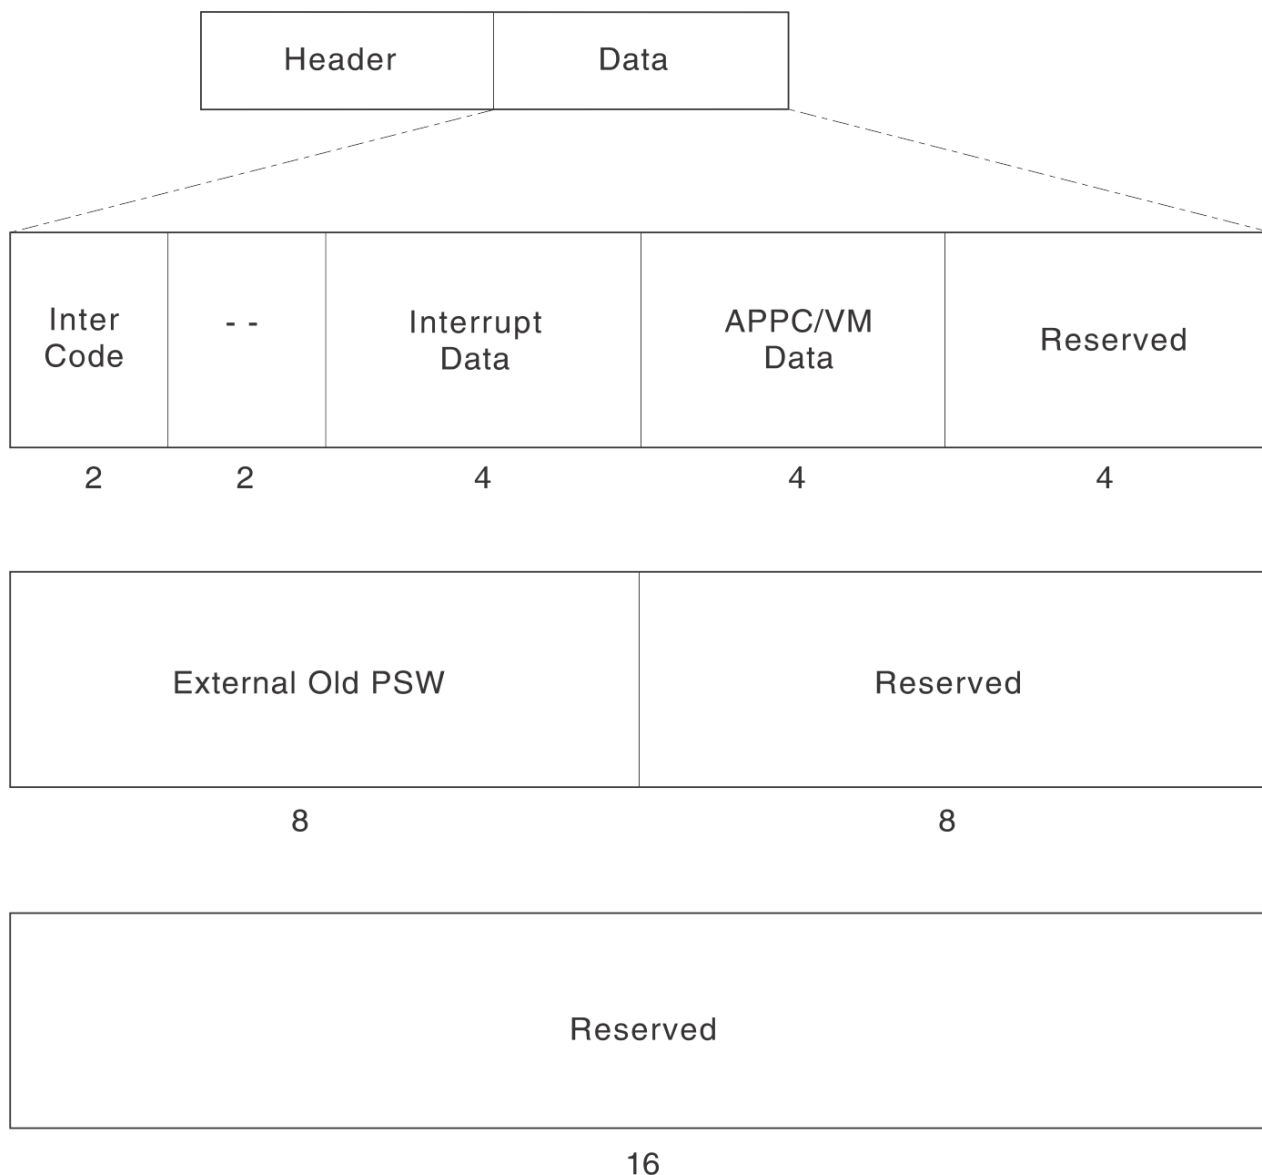 Header Data
Inter Code
- -
Interrupt Data
APPC/VM Data
Reserved
2 2 4 4 4
External Old PSW Reserved
8 8
Reserved
16